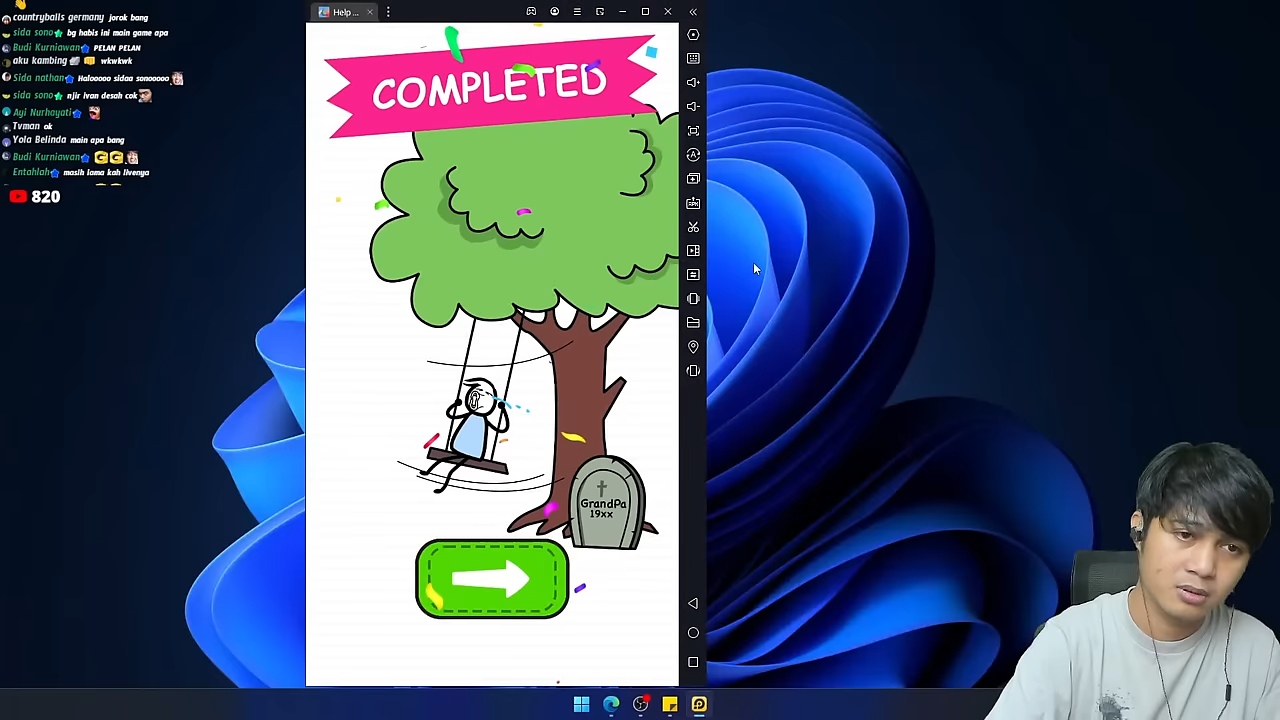 countryballs germany jorok bang
sida sono bg habis ini main game apa
Budi Kurniawan PELAN PELAN
aku kambing wkwkwk
Sida nathan Halooooo sidaa sonooooo
sida sono njir ivan desah cok
Ayi Nurhayati
Tvman ok
Yola Belinda main apa bang
Budi Kurniawan
Entahlah masih lama kah livenya
820
Help ...
COMPLETED
GrandPa
19xx